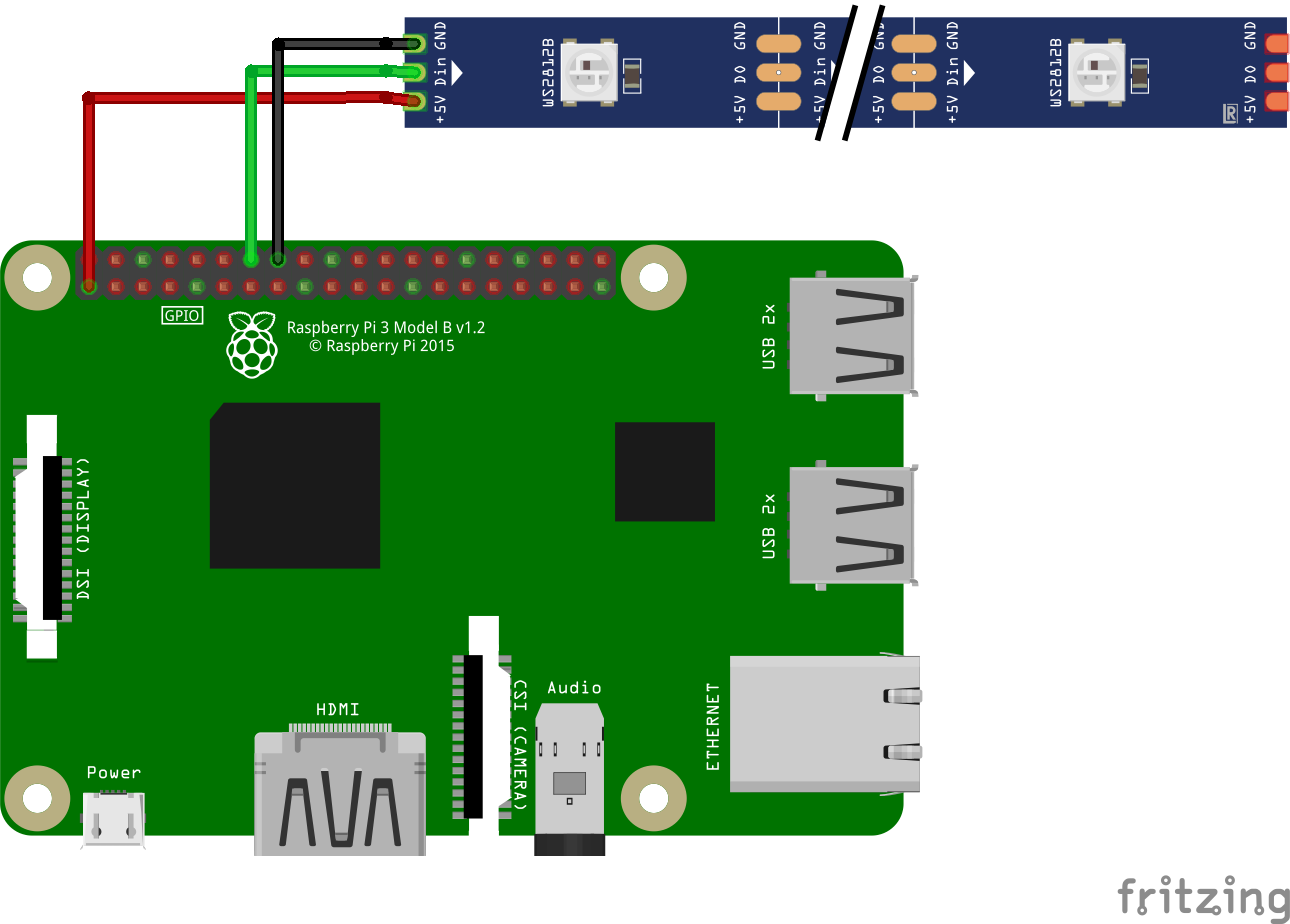 GND
Din
+5V
WS2812B
GND
DO
+5V
GND
Din
+5V
GND
DO
+5V
GND
Din
+5V
WS2812B
GND
DO
+5V
LR
GPIO
Raspberry Pi 3 Model B v1.2
© Raspberry Pi 2015
USB 2x
USB 2x
DSI (DISPLAY)
HDMI
CSI (CAMERA)
Audio
ETHERNET
Power
fritzing